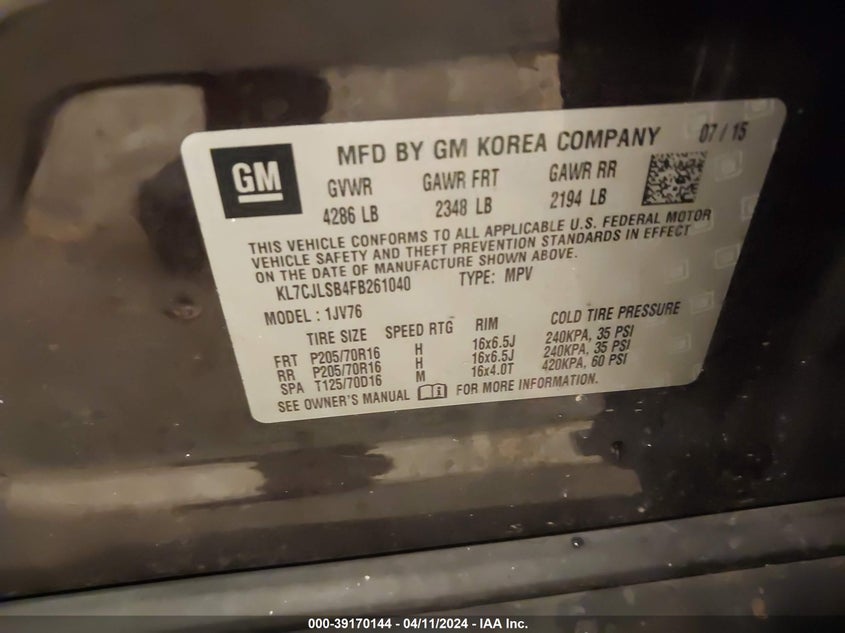 GM
MFD BY GM KOREA COMPANY 07 / 15
GVWR GAWR FRT GAWR RR
4286 LB 2348 LB 2194 LB
THIS VEHICLE CONFORMS TO ALL APPLICABLE U.S. FEDERAL MOTOR
VEHICLE SAFETY AND THEFT PREVENTION STANDARDS IN EFFECT
ON THE DATE OF MANUFACTURE SHOWN ABOVE.
KL7CJLSB4FB261040 TYPE: MPV
MODEL : 1JV76
TIRE SIZE SPEED RTG RIM COLD TIRE PRESSURE
FRT P205/70R16 H 16x6.5J 240KPA, 35 PSI
RR P205/70R16 H 16x6.5J 240KPA, 35 PSI
SPA T125/70D16 M 16x4.0T 420KPA, 60 PSI
SEE OWNER'S MANUAL FOR MORE INFORMATION.
000-39170144 - 04/11/2024 - IAA Inc.